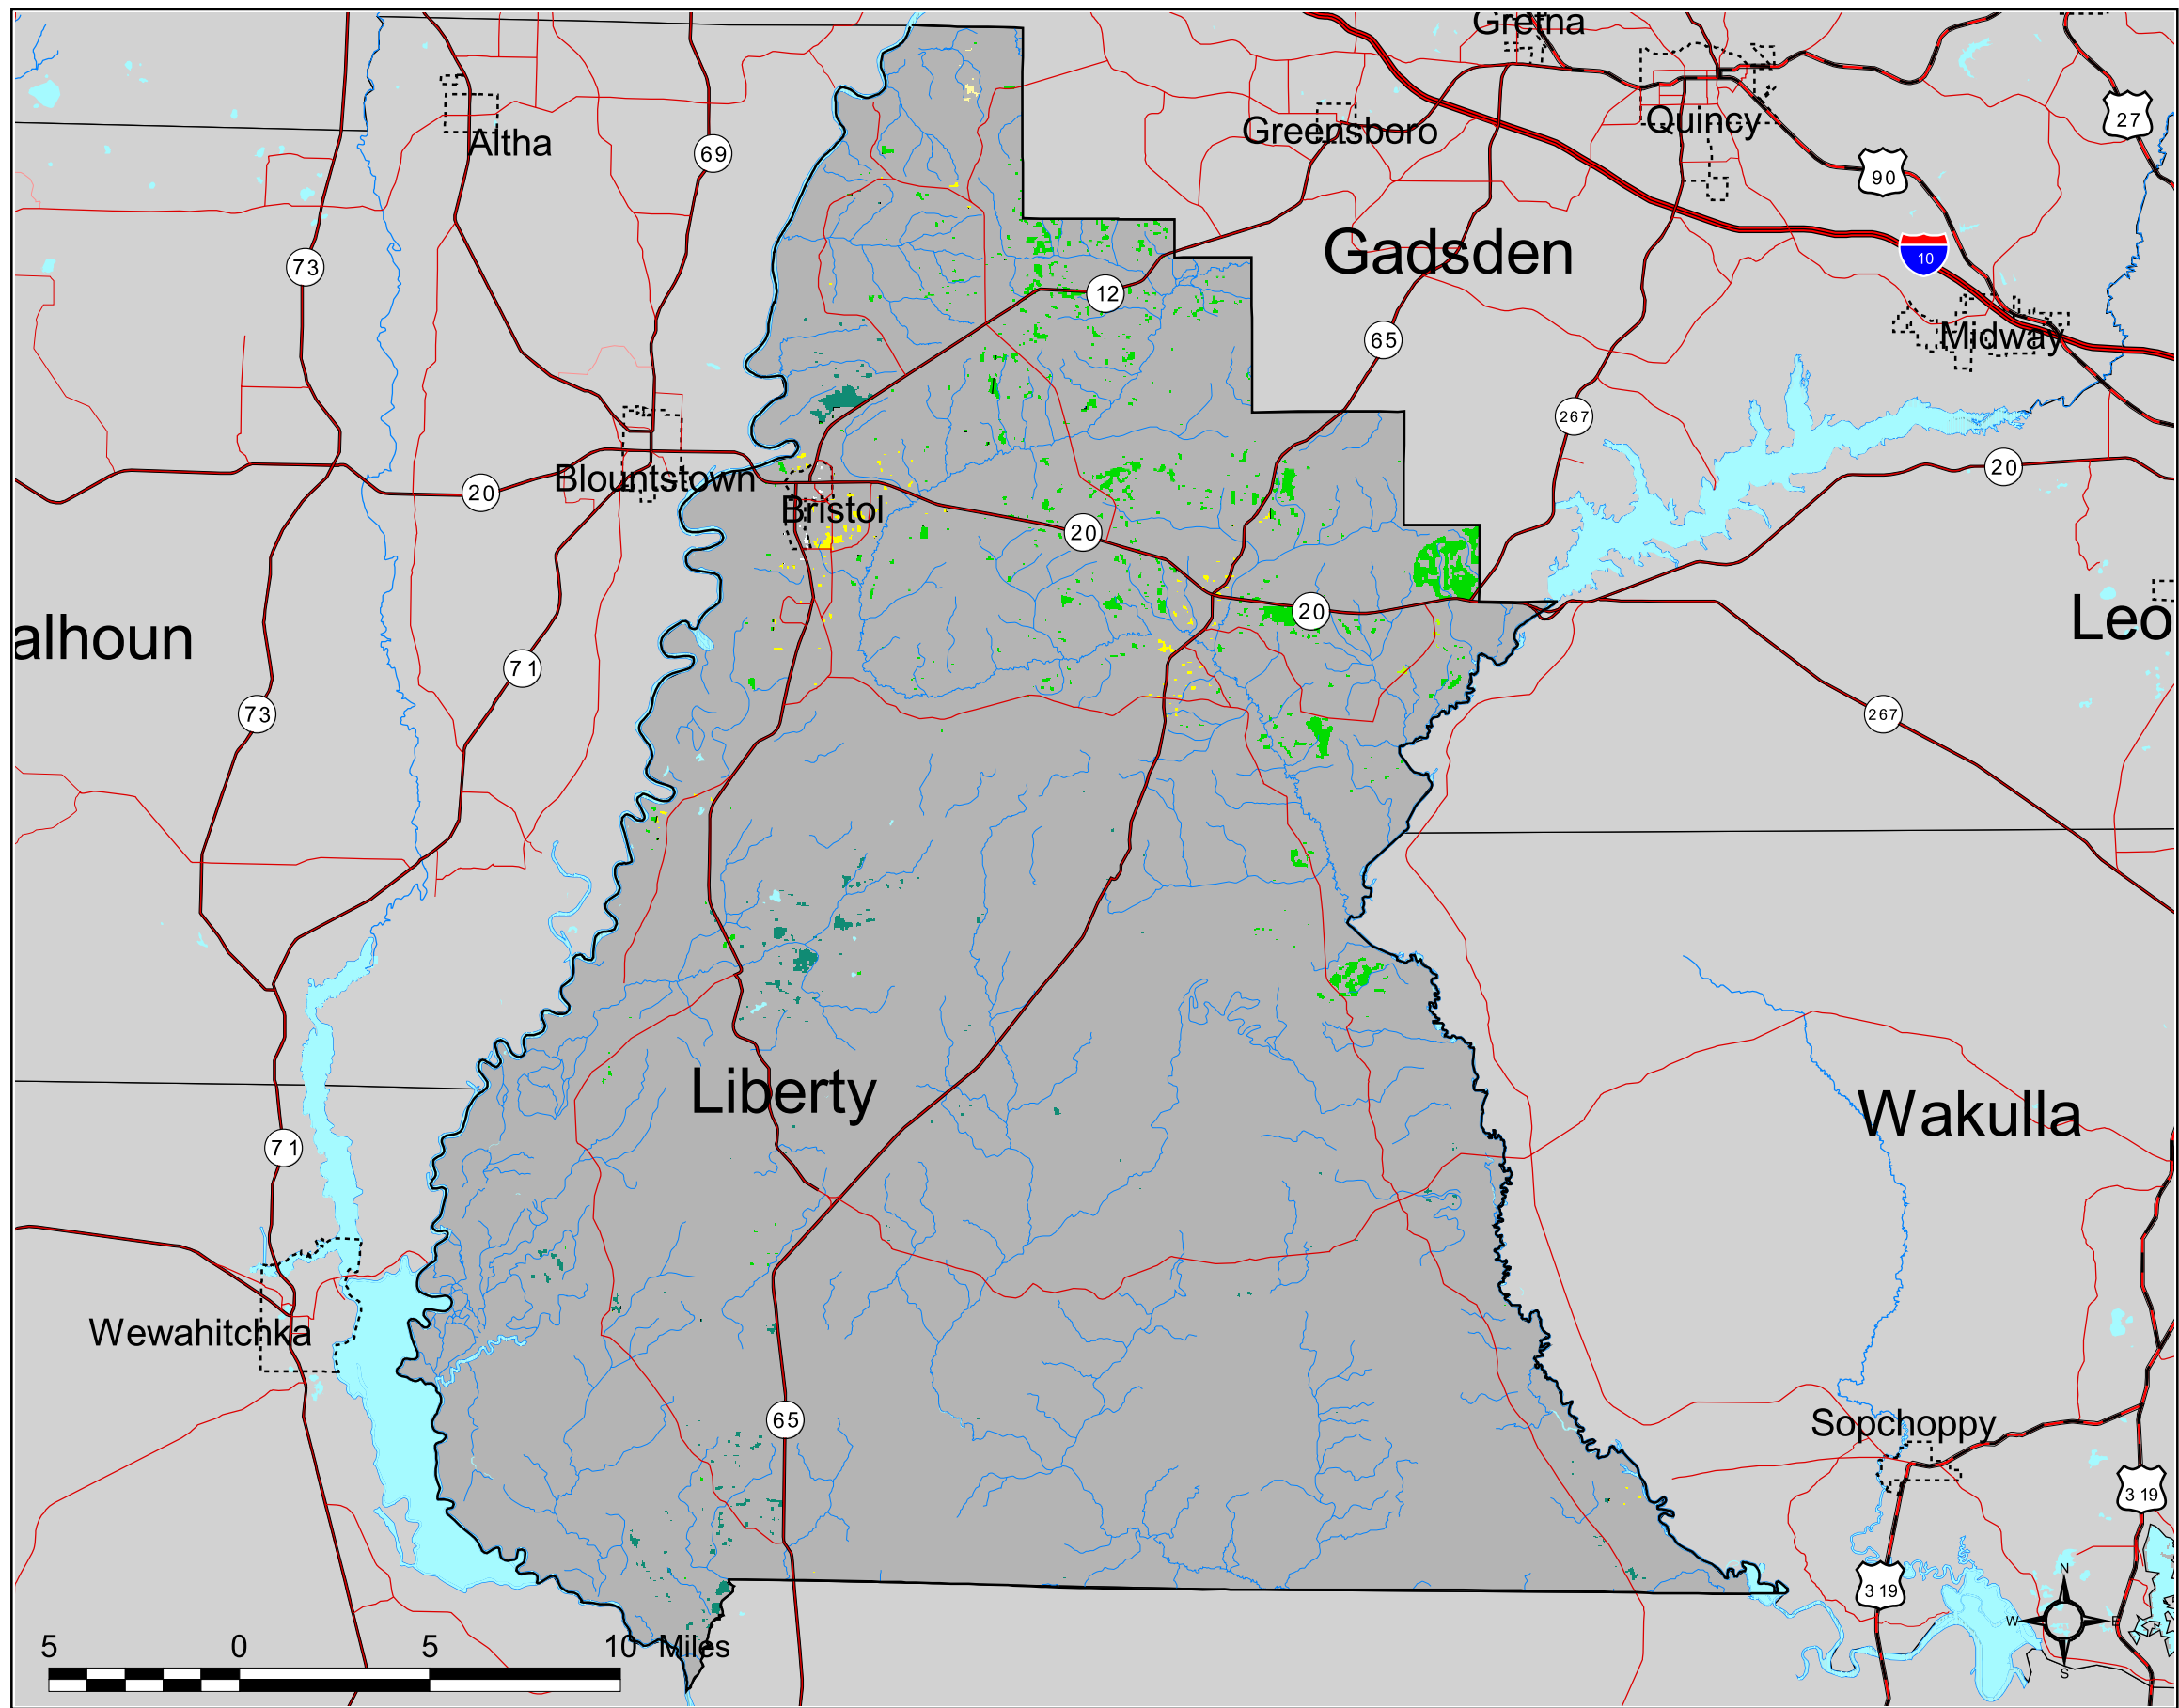 Gretna
Altha
69
Greensboro
Quincy
27
90
Gadsden
10
73
12
65
Midway
267
Blountstown
20
20
Bristol
20
20
alhoun
Leo
71
73
267
Liberty
Wakulla
71
Wewahitchka
65
Sopchoppy
3 19
3 19
N
W
E
S
5 0 5 10 Miles